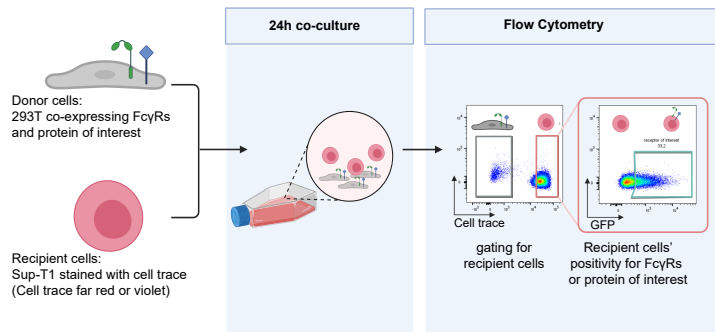 24h co-culture
Flow Cytometry
Donor cells:
293T co-expressing FcγRs
and protein of interest
Recipient cells:
Sup-T1 stained with cell trace
(Cell trace far red or violet)
Cell trace
gating for
recipient cells
receptor of interest
33,2
GFP
Recipient cells'
positivity for FcγRs
or protein of interest